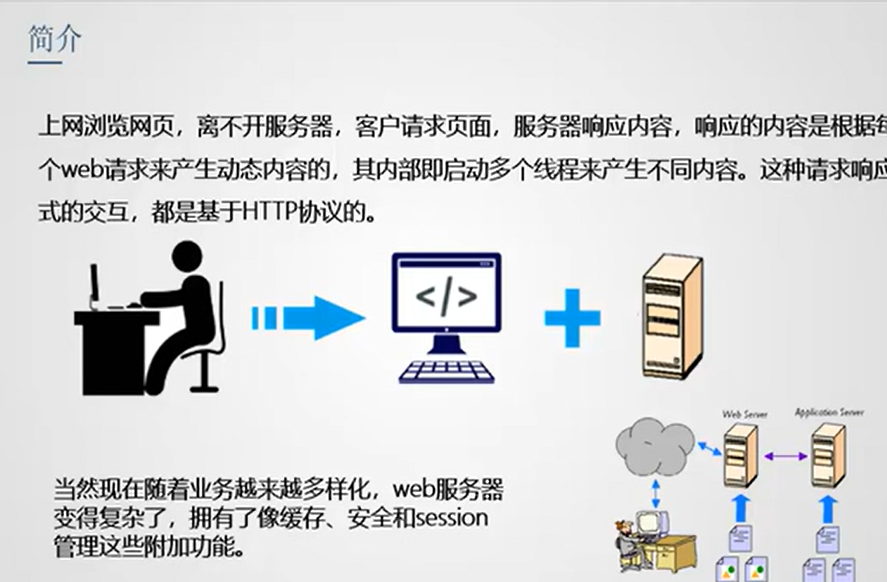 简介
上网浏览网页，离不开服务器，客户请求页面，服务器响应内容，响应的内容是根据每
个web请求来产生动态内容的，其内部即启动多个线程来产生不同内容。这种请求响应
式的交互，都是基于HTTP协议的。
</>
Web Server
Application Server
当然现在随着业务越来越多样化，web服务器
变得复杂了，拥有了像缓存、安全和session
管理这些附加功能。